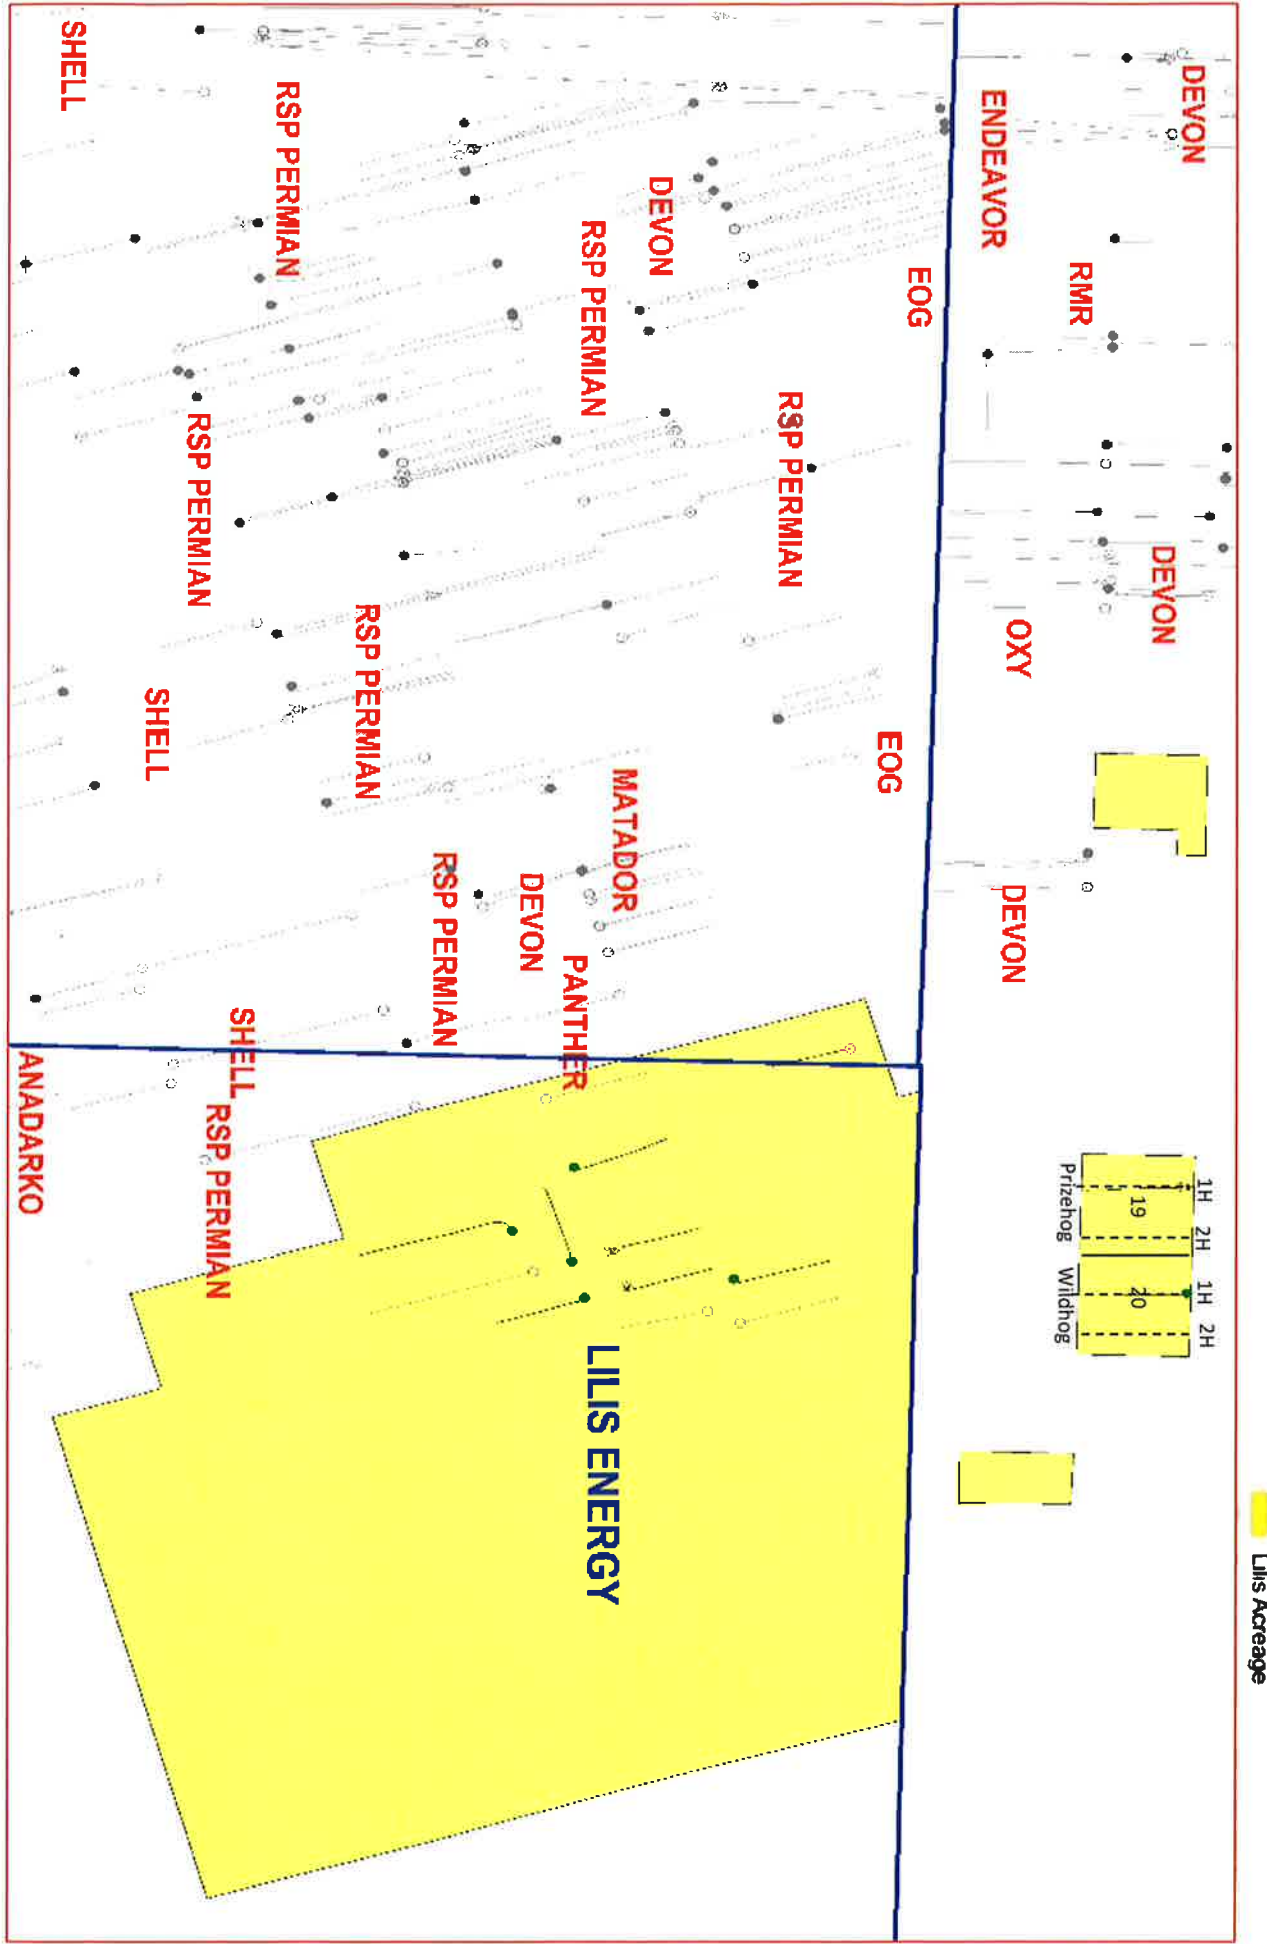 Lilis Acreage
1H 2H 1H 2H
DEVON
DEVON
19 20
RMR
Prizehog Wildhog
OXY
DEVON
ENDEAVOR
EOG
EOG
RSP PERMIAN
DEVON
MATADOR
LILIS ENERGY
RSP PERMIAN
PANTHER
DEVON
RSP PERMIAN
RSP PERMIAN
RSP PERMIAN
SHELL
RSP PERMIAN
RSP PERMIAN
SHELL
SHELL
ANADARKO